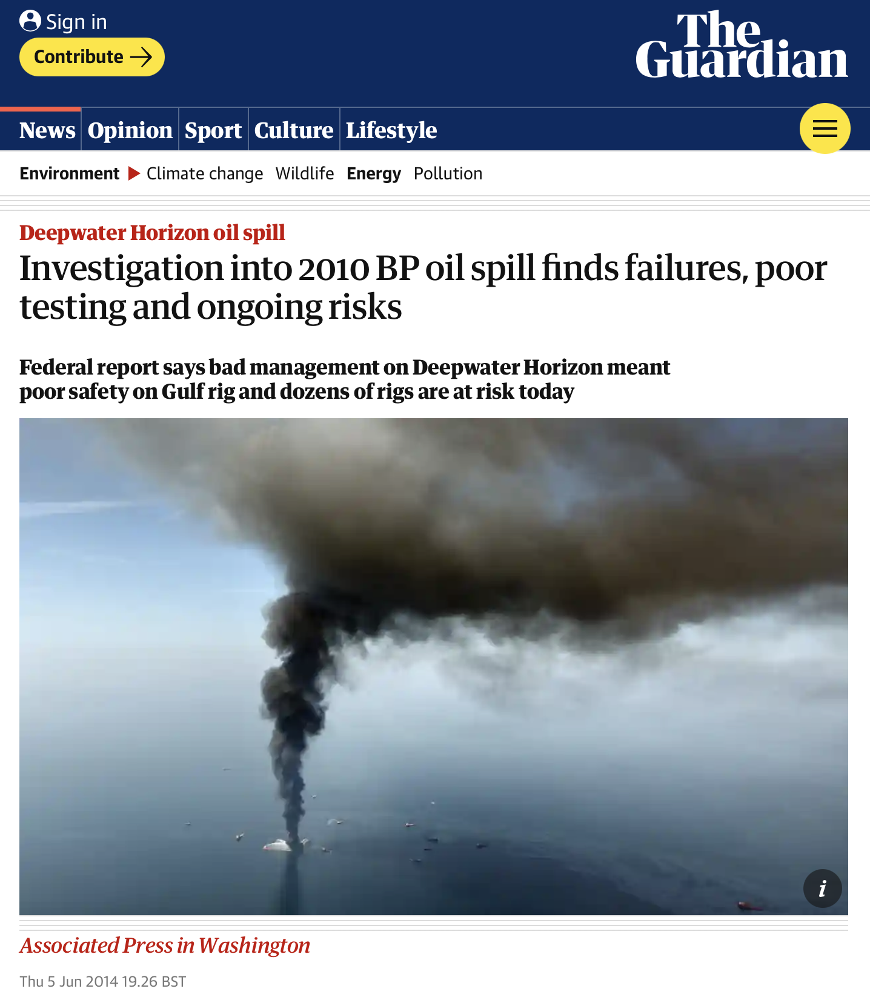 Sign in
Contribute
The
Guardian
News
Opinion
Sport
Culture
Lifestyle
Environment Climate change Wildlife Energy Pollution
Deepwater Horizon oil spill
Investigation into 2010 BP oil spill finds failures, poor
testing and ongoing risks
Federal report says bad management on Deepwater Horizon meant
poor safety on Gulf rig and dozens of rigs are at risk today
i
Associated Press in Washington
Thu 5 Jun 2014 19.26 BST